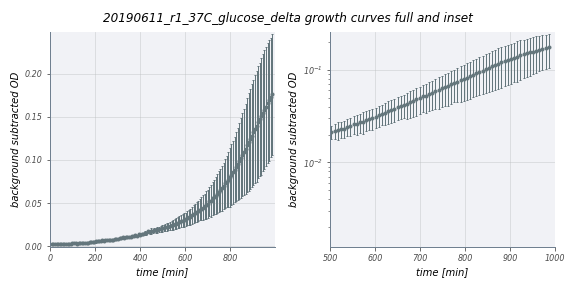 20190611_r1_37C_glucose_delta growth curves full and inset
background subtracted OD
0.20
0.15
0.10
0.05
0.00
0 200 400 600 800
time [min]
background subtracted OD
10⁻¹
10⁻²
500 600 700 800 900 1000
time [min]